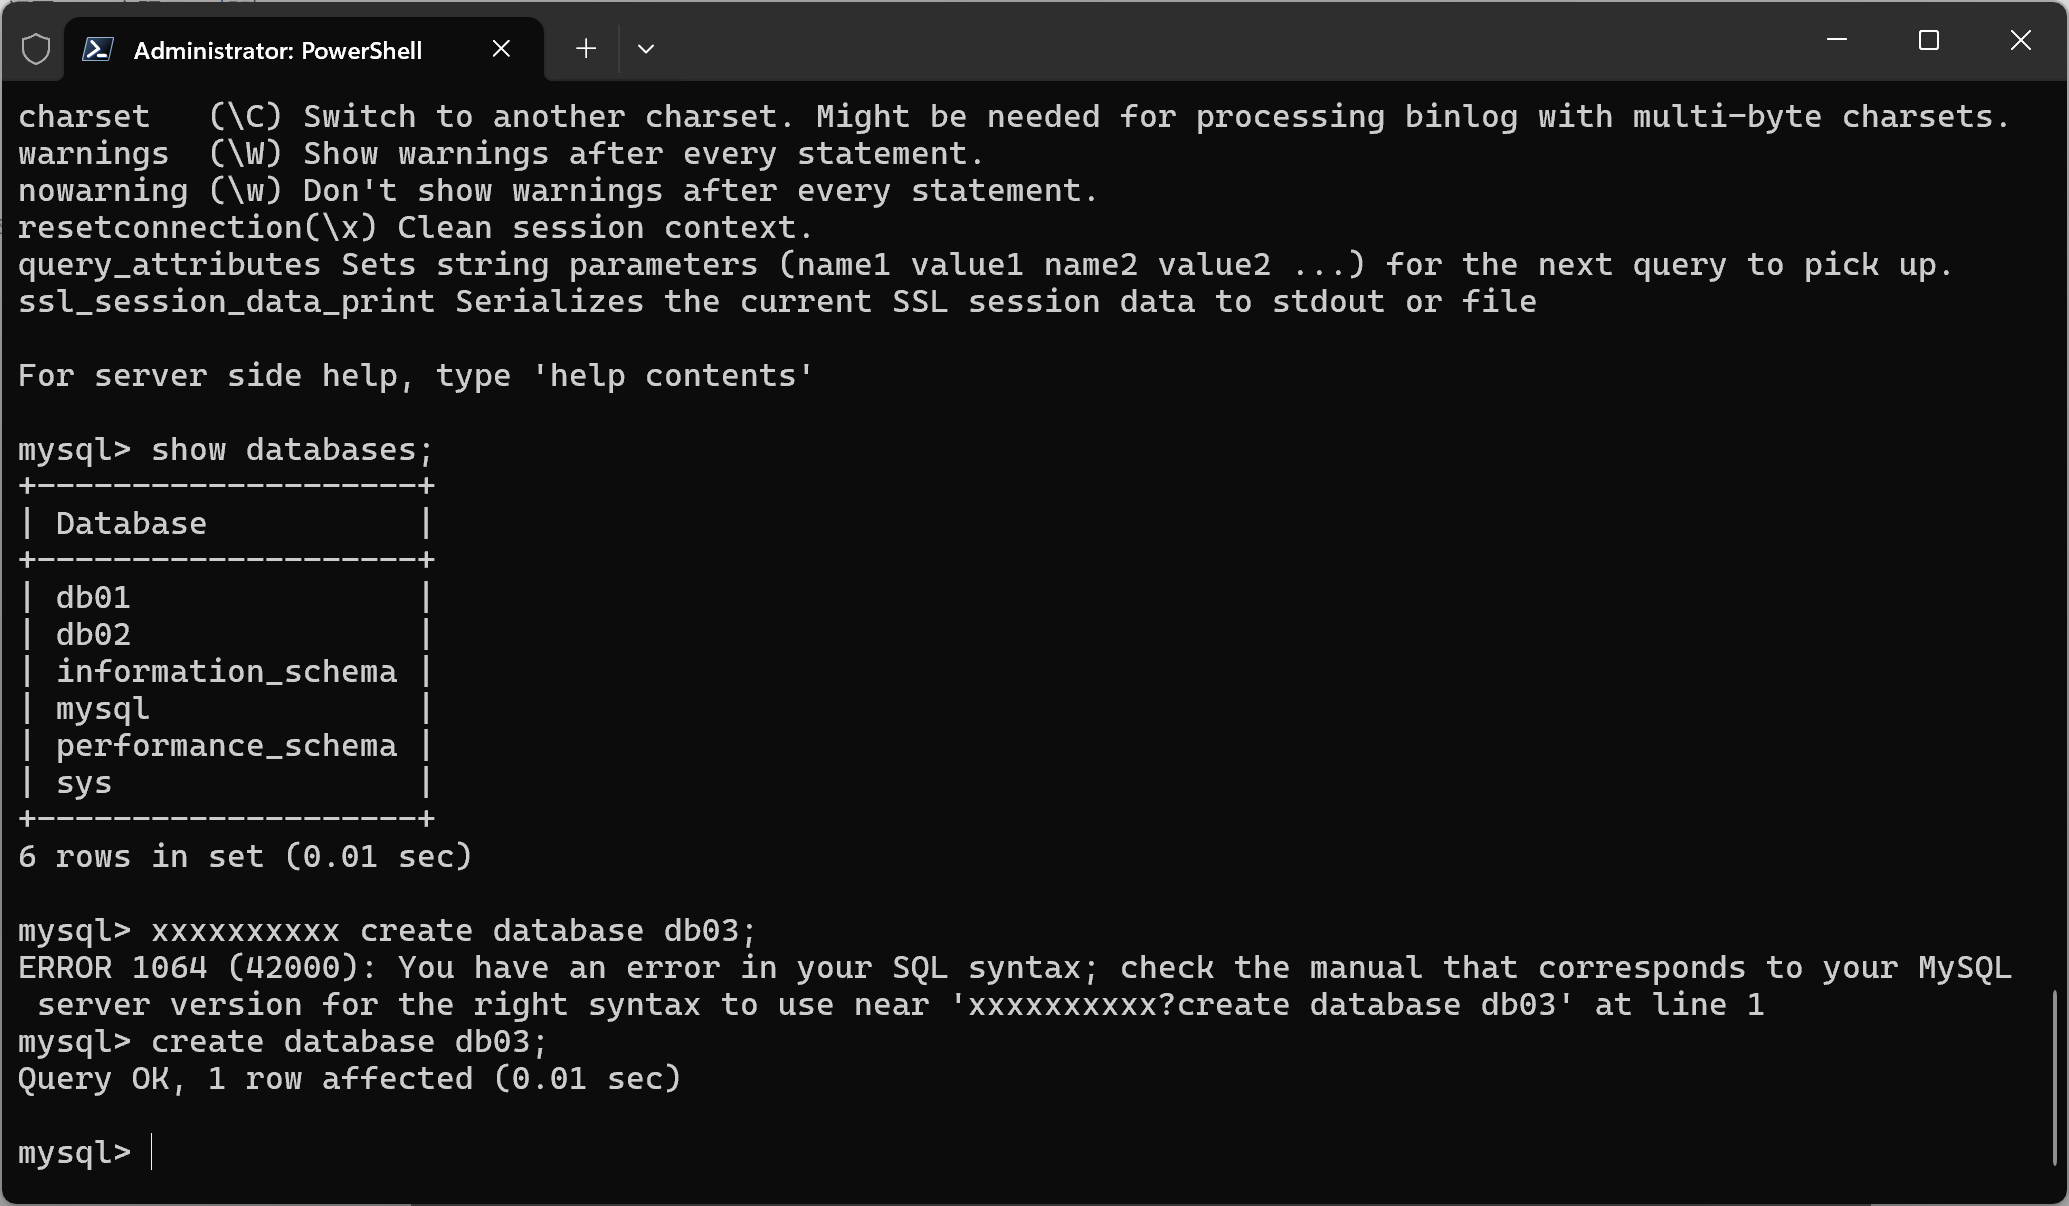 Administrator: PowerShell
charset   (\C) Switch to another charset. Might be needed for processing binlog with multi-byte charsets.
warnings  (\W) Show warnings after every statement.
nowarning (\w) Don't show warnings after every statement.
resetconnection(\x) Clean session context.
query_attributes Sets string parameters (name1 value1 name2 value2 ...) for the next query to pick up.
ssl_session_data_print Serializes the current SSL session data to stdout or file
For server side help, type 'help contents'
mysql> show databases;
+--------------------+
| Database           |
+--------------------+
| db01               |
| db02               |
| information_schema |
| mysql              |
| performance_schema |
| sys                |
+--------------------+
6 rows in set (0.01 sec)
mysql> xxxxxxxxxx create database db03;
ERROR 1064 (42000): You have an error in your SQL syntax; check the manual that corresponds to your MySQL
 server version for the right syntax to use near 'xxxxxxxxxx?create database db03' at line 1
mysql> create database db03;
Query OK, 1 row affected (0.01 sec)
mysql>